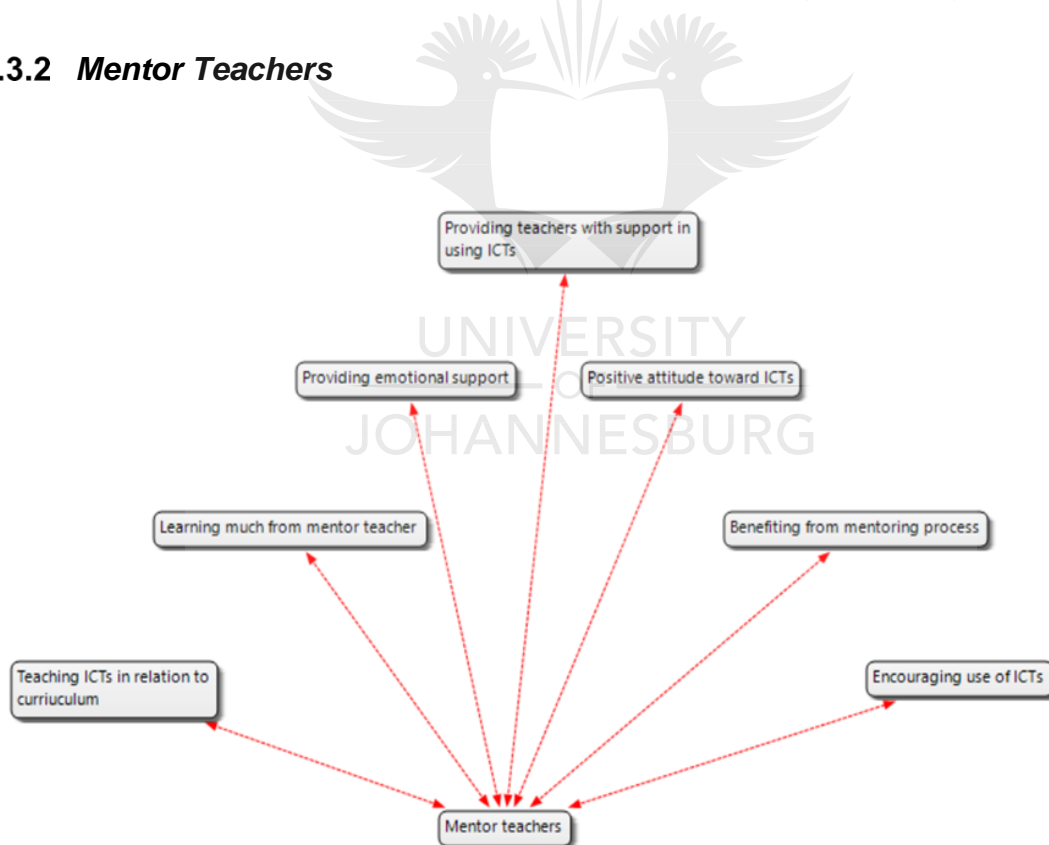 .3.2 Mentor Teachers
Providing teachers with support in
using ICTs
UNIVERSITY
OF
JOHANNESBURG
Providing emotional support
Positive attitude toward ICTs
Learning much from mentor teacher
Benefiting from mentoring process
Teaching ICTs in relation to
curriuculum
Encouraging use of ICTs
Mentor teachers